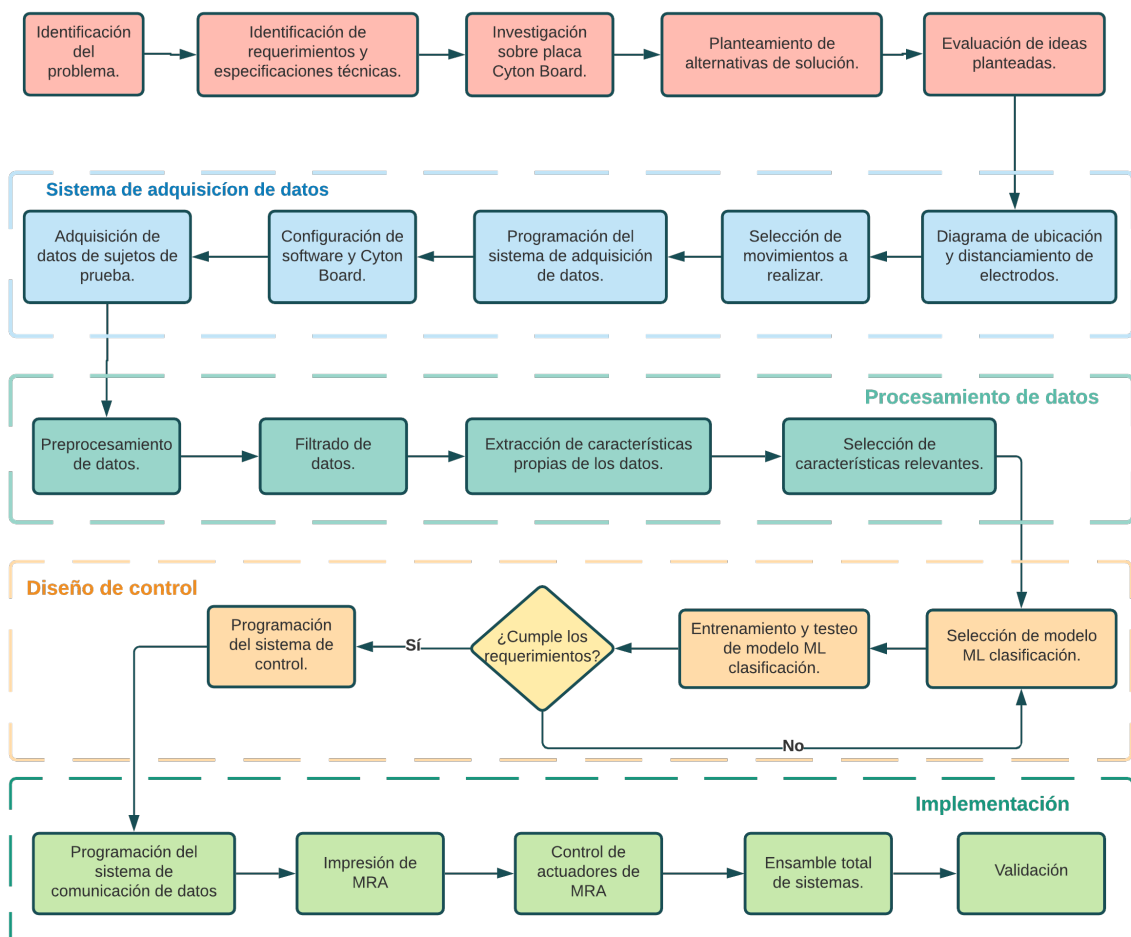 Identificación
del
problema.
Identificación de
requerimientos y
especificaciones técnicas.
Investigación
sobre placa
Cyton Board.
Planteamiento de
alternativas de solución.
Evaluación de ideas
planteadas.
Sistema de adquisicíon de datos
Adquisición de
datos de sujetos de
prueba.
Configuración de
software y Cyton
Board.
Programación del
sistema de adquisición
de datos.
Selección de
movimientos a
realizar.
Diagrama de ubicación
y distanciamiento de
electrodos.
Procesamiento de datos
Preprocesamiento
de datos.
Filtrado de
datos.
Extracción de características
propias de los datos.
Selección de
características relevantes.
Diseño de control
Programación
del sistema de
control.
Sí
¿Cumple los
requerimientos?
Entrenamiento y testeo
de modelo ML
clasificación.
Selección de modelo
ML clasificación.
No
Implementación
Programación del
sistema de
comunicación de datos
Impresión de
MRA
Control de
actuadores de
MRA
Ensamble total
de sistemas.
Validación